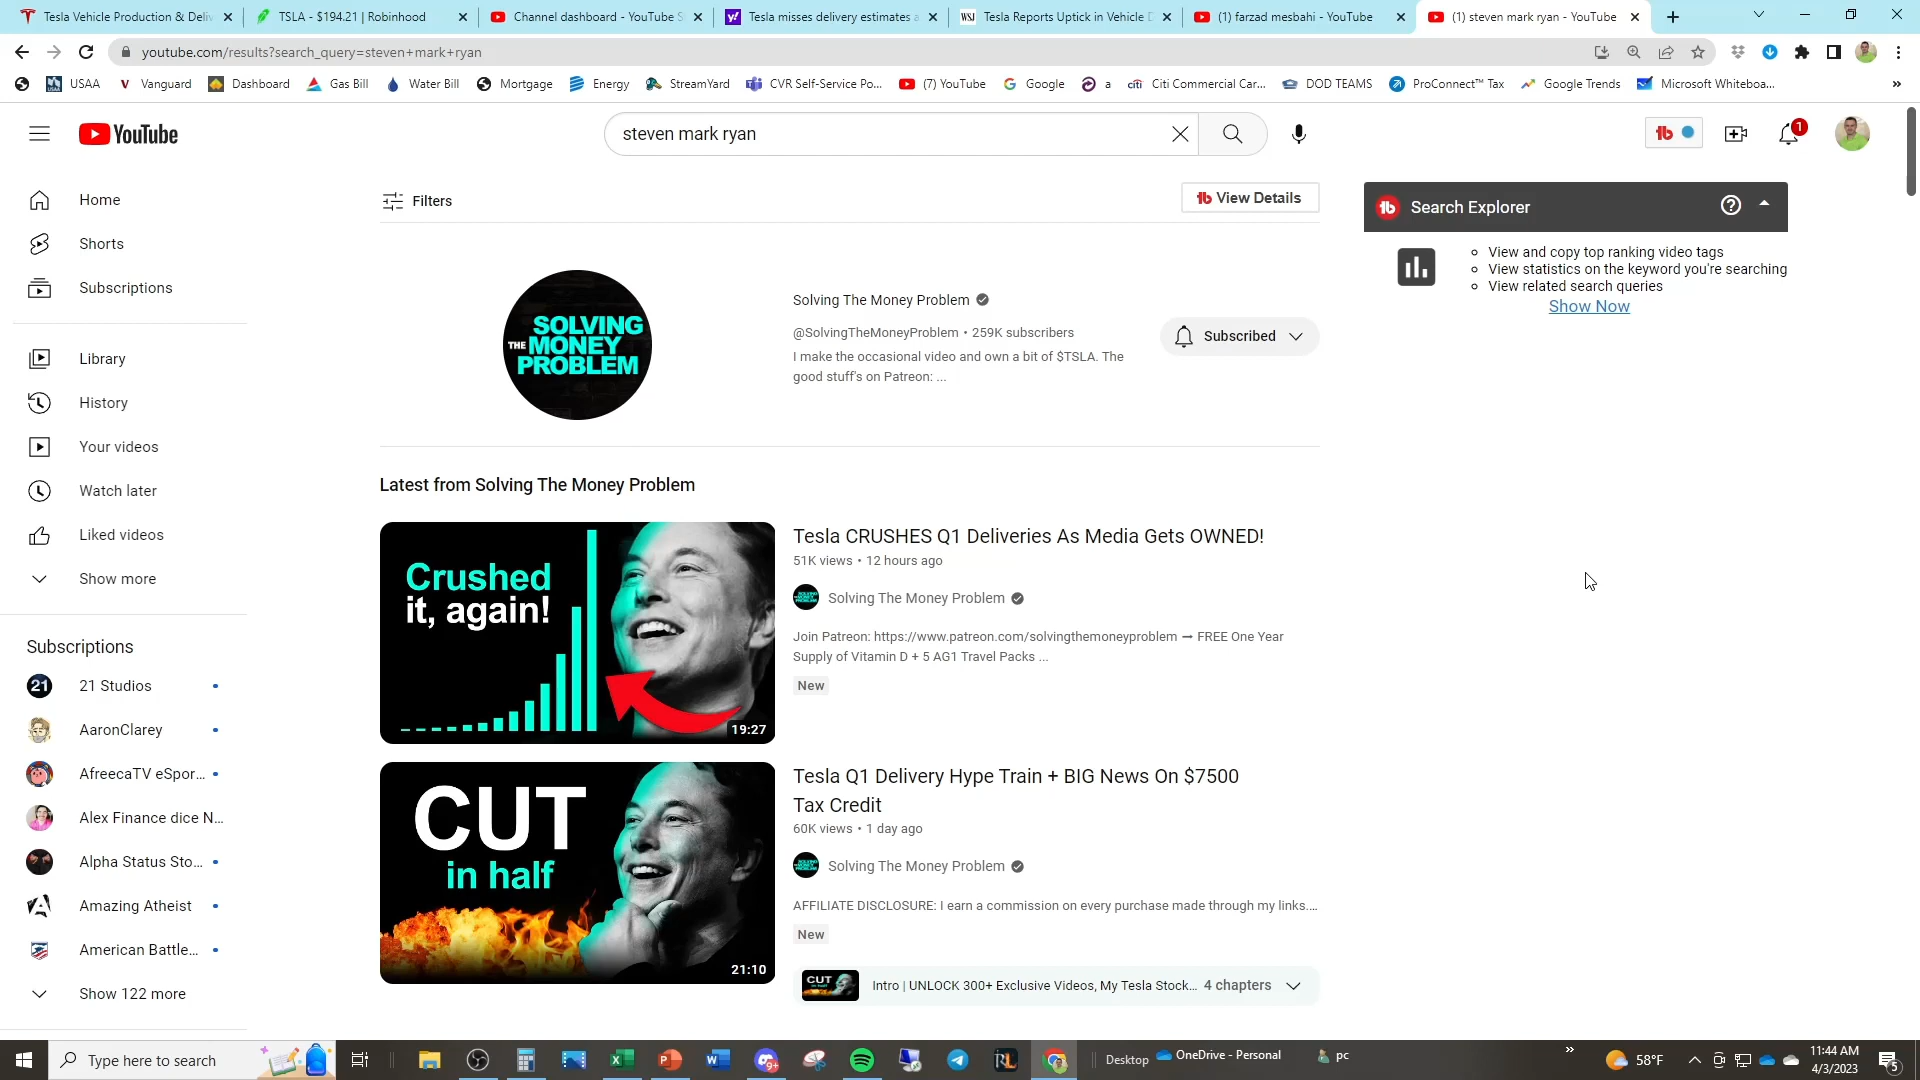 Tesla Vehicle Production & Deliv
TSLA - $194.21 | Robinhood
Channel dashboard - YouTube S
Tesla misses delivery estimates a
WSJ
Tesla Reports Uptick in Vehicle D
(1) farzad mesbahi - YouTube
(1) steven mark ryan - YouTube
youtube.com/results?search_query=steven+mark+ryan
USAA
Vanguard
Dashboard
Gas Bill
Water Bill
Mortgage
Energy
StreamYard
CVR Self-Service Po...
(7) YouTube
Google
a
citi
Citi Commercial Car...
DOD TEAMS
ProConnect™ Tax
Google Trends
Microsoft Whiteboa...
»
YouTube
steven mark ryan
1
Home
Shorts
Subscriptions
Library
History
Your videos
Watch later
Liked videos
Show more
Subscriptions
21
21 Studios
AaronClarey
AfreecaTV eSpor...
Alex Finance dice N...
Alpha Status Sto...
Amazing Atheist
American Battle...
Show 122 more
Filters
View Details
SOLVING
THE MONEY
PROBLEM
Solving The Money Problem
@SolvingTheMoneyProblem • 259K subscribers
I make the occasional video and own a bit of $TSLA. The
good stuff's on Patreon: ...
Subscribed
Latest from Solving The Money Problem
Crushed
it, again!
19:27
Tesla CRUSHES Q1 Deliveries As Media Gets OWNED!
51K views • 12 hours ago
Solving The Money Problem
Join Patreon: https://www.patreon.com/solvingthemoneyproblem ➞ FREE One Year
Supply of Vitamin D + 5 AG1 Travel Packs ...
New
CUT
in half
21:10
Tesla Q1 Delivery Hype Train + BIG News On $7500
Tax Credit
60K views • 1 day ago
Solving The Money Problem
AFFILIATE DISCLOSURE: I earn a commission on every purchase made through my links....
New
CUT
in half
Intro | UNLOCK 300+ Exclusive Videos, My Tesla Stock... 4 chapters
Search Explorer
View and copy top ranking video tags
View statistics on the keyword you're searching
View related search queries
Show Now
Type here to search
Desktop
OneDrive - Personal
pc
»
58°F
11:44 AM
4/3/2023
5